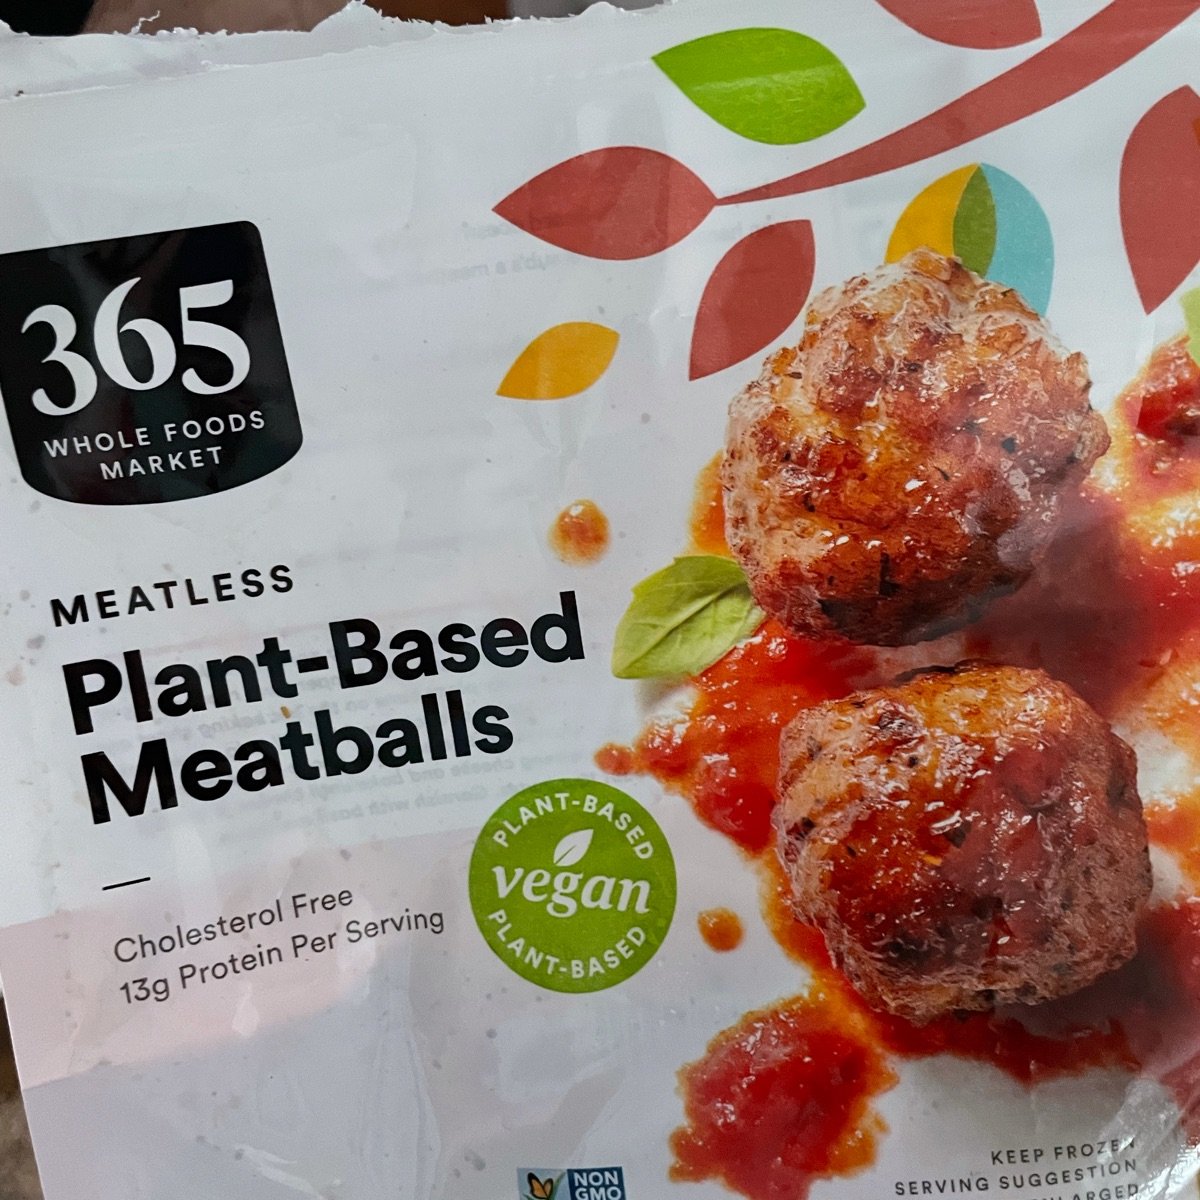 365
WHOLE FOODS
MARKET
MEATLESS
Plant-Based
Meatballs
Cholesterol Free
13g Protein Per Serving
PLANT-BASED
vegan
PLANT-BASED
NON
GMO
KEEP FROZEN
SERVING SUGGESTION